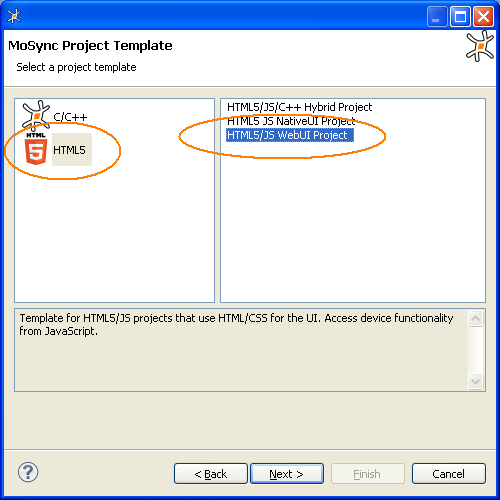 MoSync Project Template
Select a project template
C/C++
HTML
5
HTML5
HTML5/JS/C++ Hybrid Project
HTML5 JS NativeUI Project
HTML5/JS WebUI Project
Template for HTML5/JS projects that use HTML/CSS for the UI. Access device functionality
from JavaScript.
?
< Back
Next >
Finish
Cancel